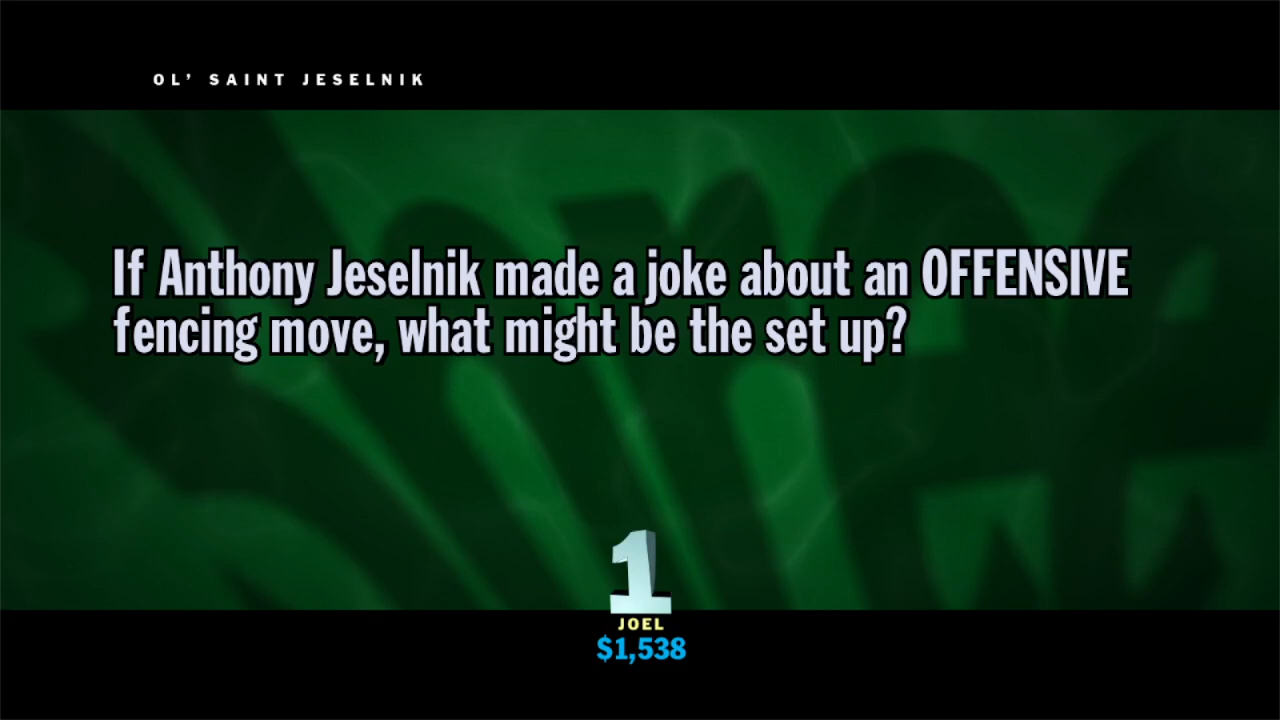 OL' SAINT JESELNIK
If Anthony Jeselnik made a joke about an OFFENSIVE
fencing move, what might be the set up?
1
JOEL
$1,538